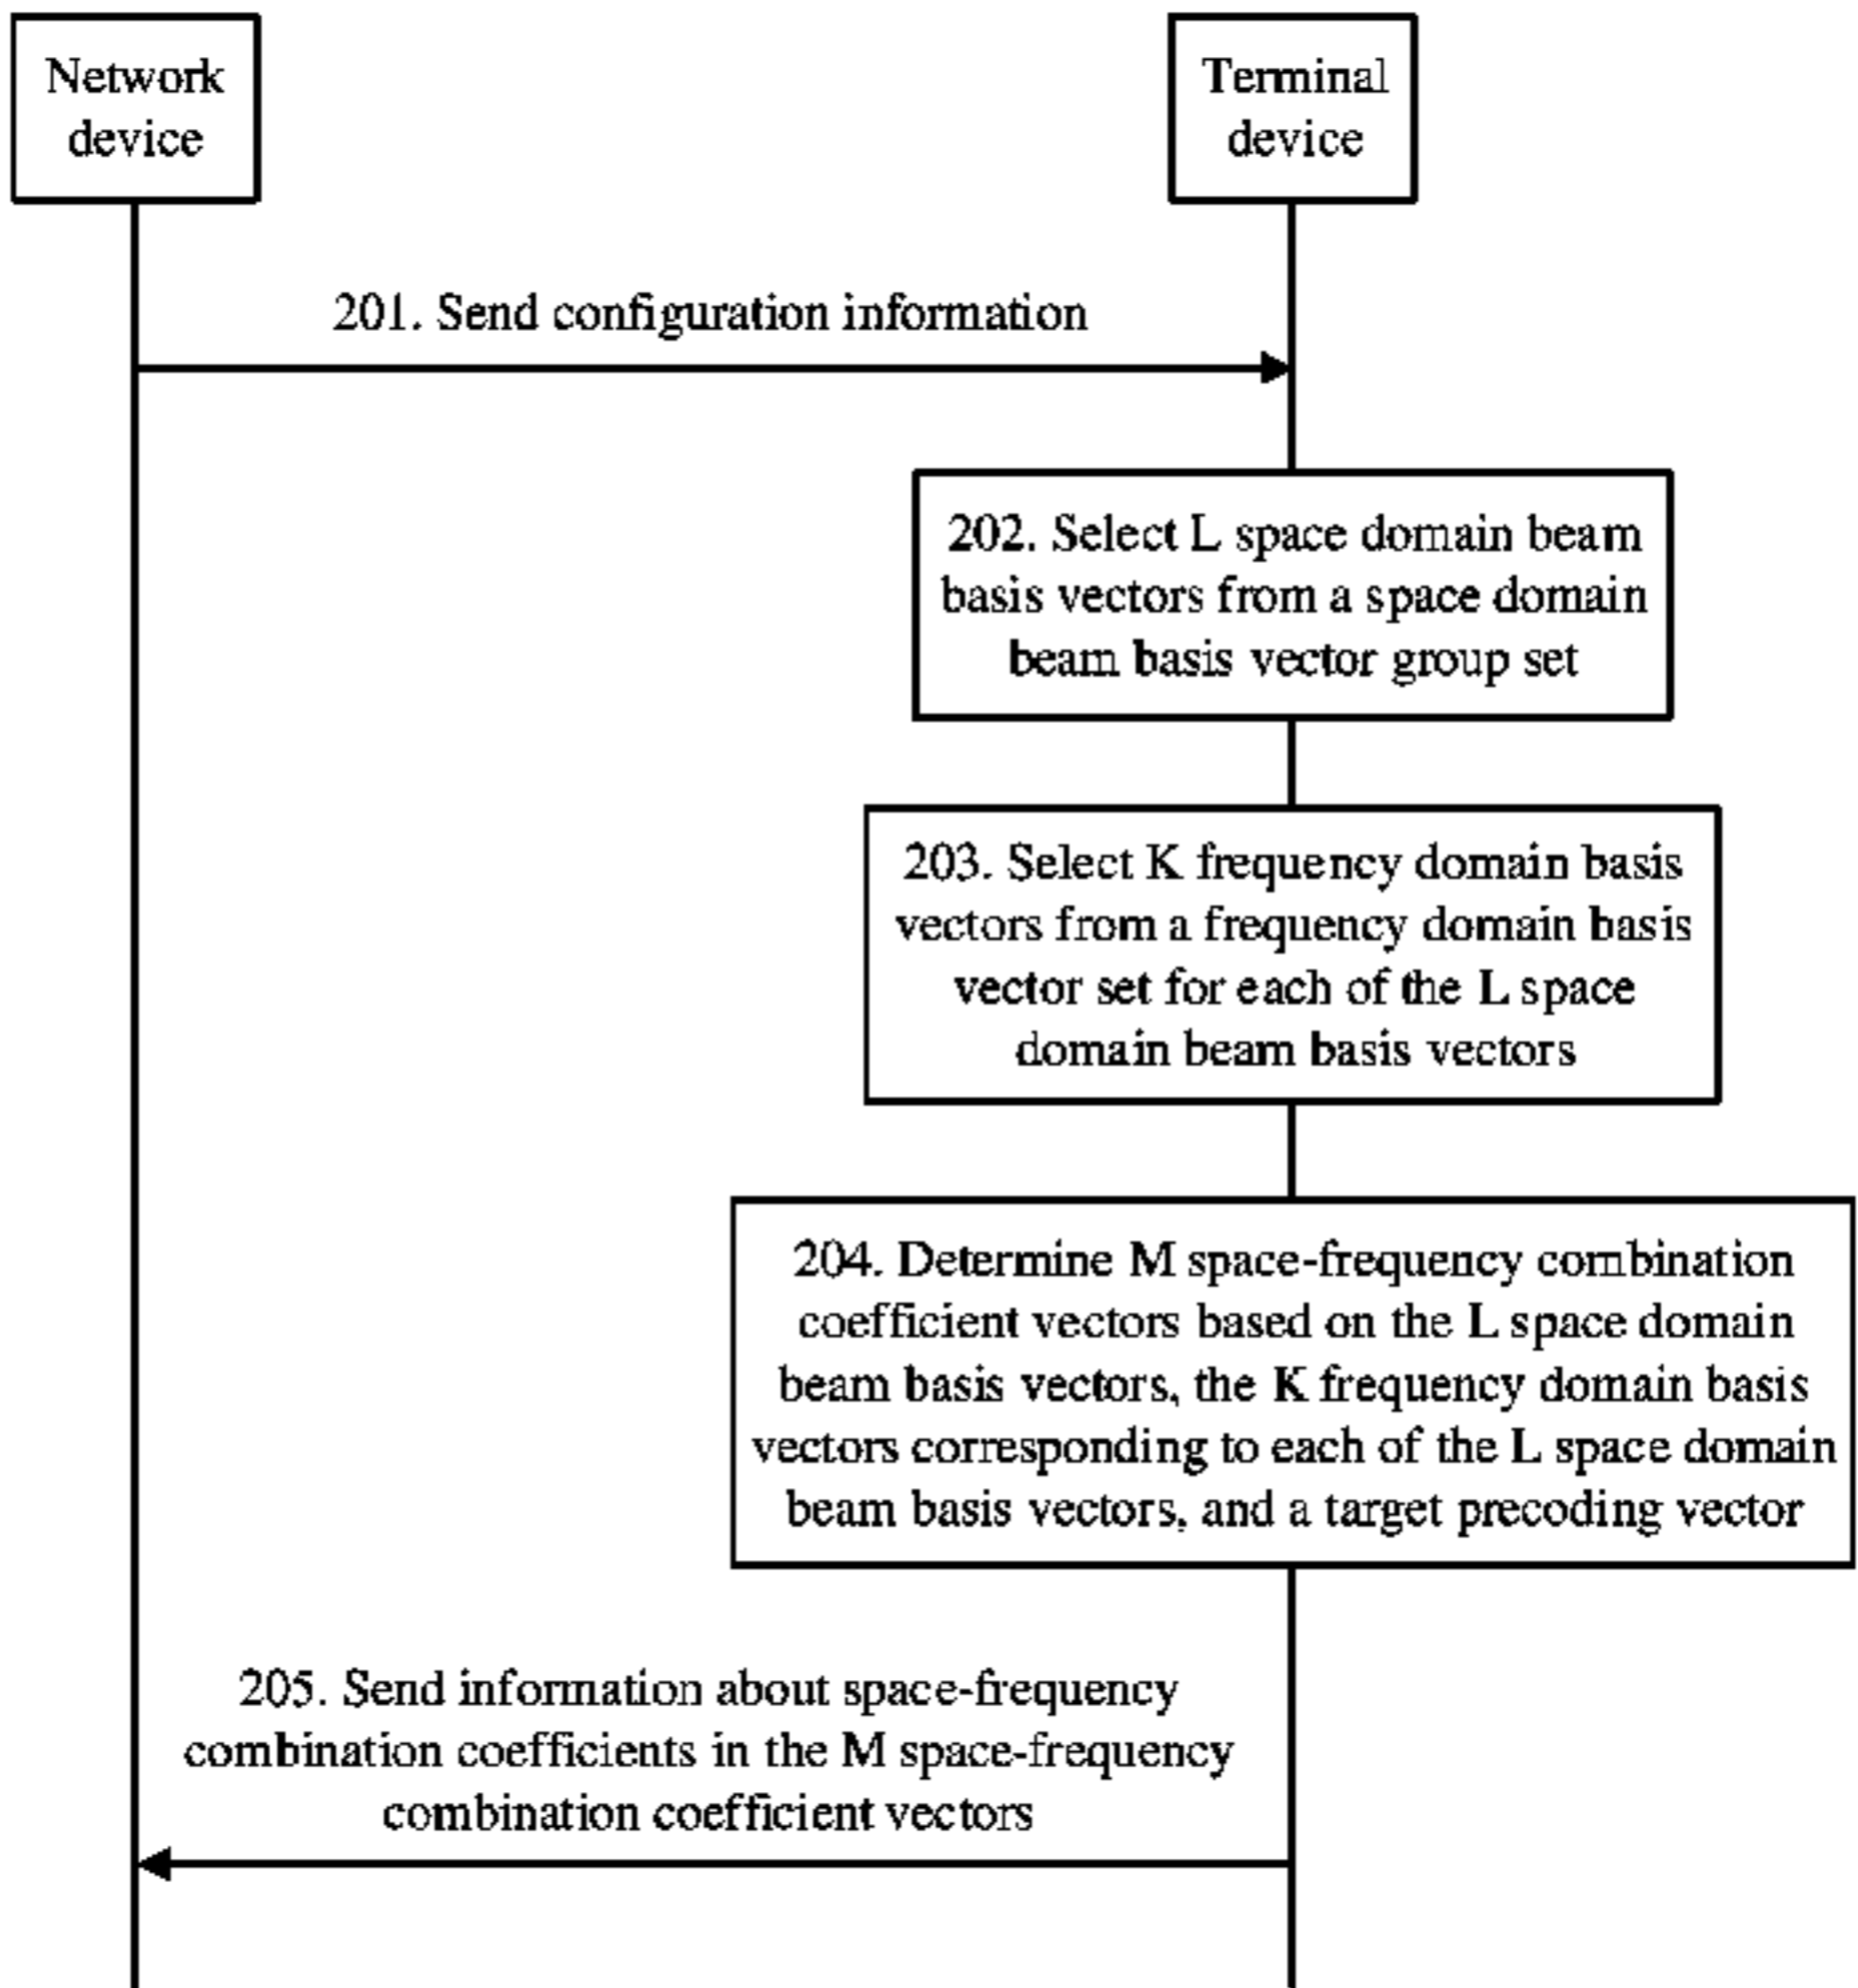 Network
device
Terminal
device
201. Send configuration information
202. Select L space domain beam
basis vectors from a space domain
beam basis vector group set
203. Select K frequency domain basis
vectors from a frequency domain basis
vector set for each of the L space
domain beam basis vectors
204. Determine M space-frequency combination
coefficient vectors based on the L space domain
beam basis vectors, the K frequency domain basis
vectors corresponding to each of the L space domain
beam basis vectors, and a target precoding vector
205. Send information about space-frequency
combination coefficients in the M space-frequency
combination coefficient vectors